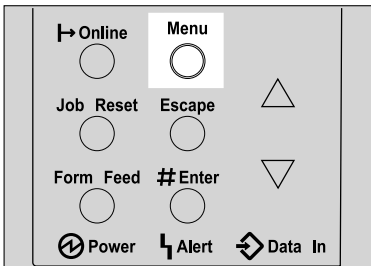 Online Menu
Job Reset Escape
Form Feed # Enter
Power Alert Data In